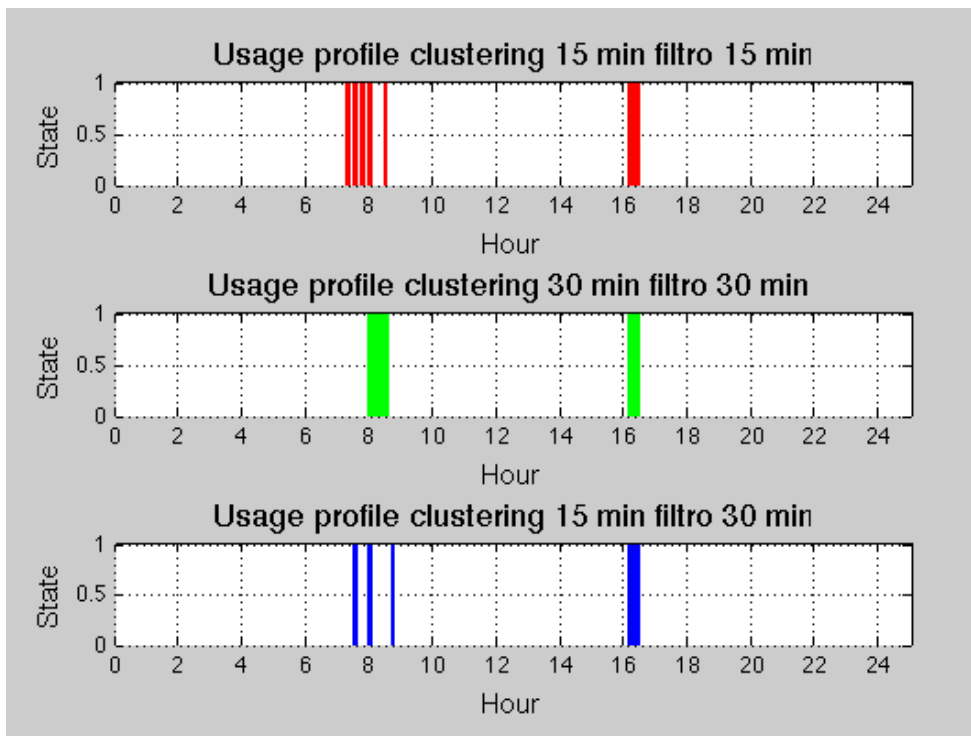 Usage profile clustering 15 min filtro 15 min
State
1
0.5
0
0 2 4 6 8 10 12 14 16 18 20 22 24
Hour
Usage profile clustering 30 min filtro 30 min
State
1
0.5
0
0 2 4 6 8 10 12 14 16 18 20 22 24
Hour
Usage profile clustering 15 min filtro 30 min
State
1
0.5
0
0 2 4 6 8 10 12 14 16 18 20 22 24
Hour